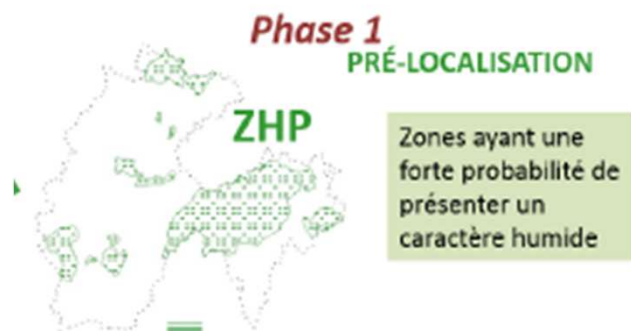 Phase 1
PRÉ-LOCALISATION
ZHP
Zones ayant une
forte probabilité de
présenter un
caractère humide